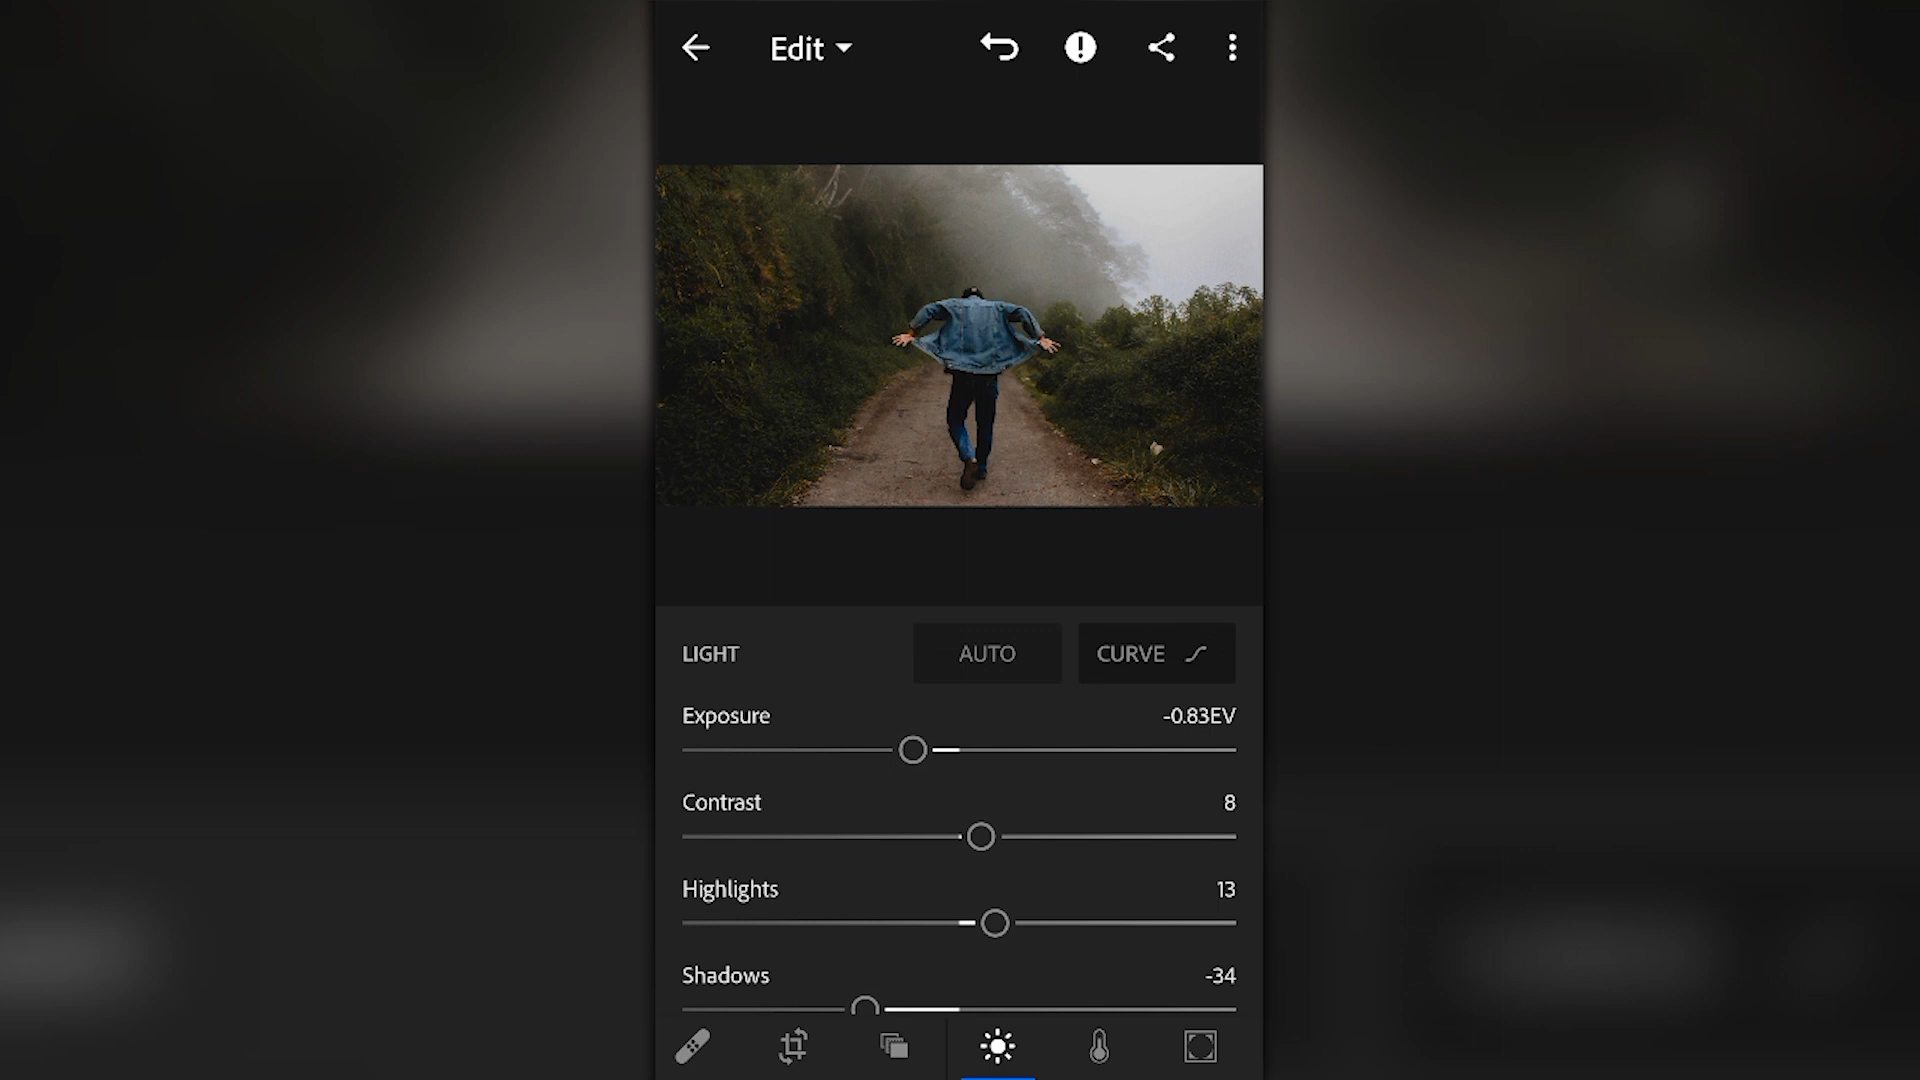 Edit
LIGHT AUTO CURVE
Exposure -0.83EV
Contrast 8
Highlights 13
Shadows -34